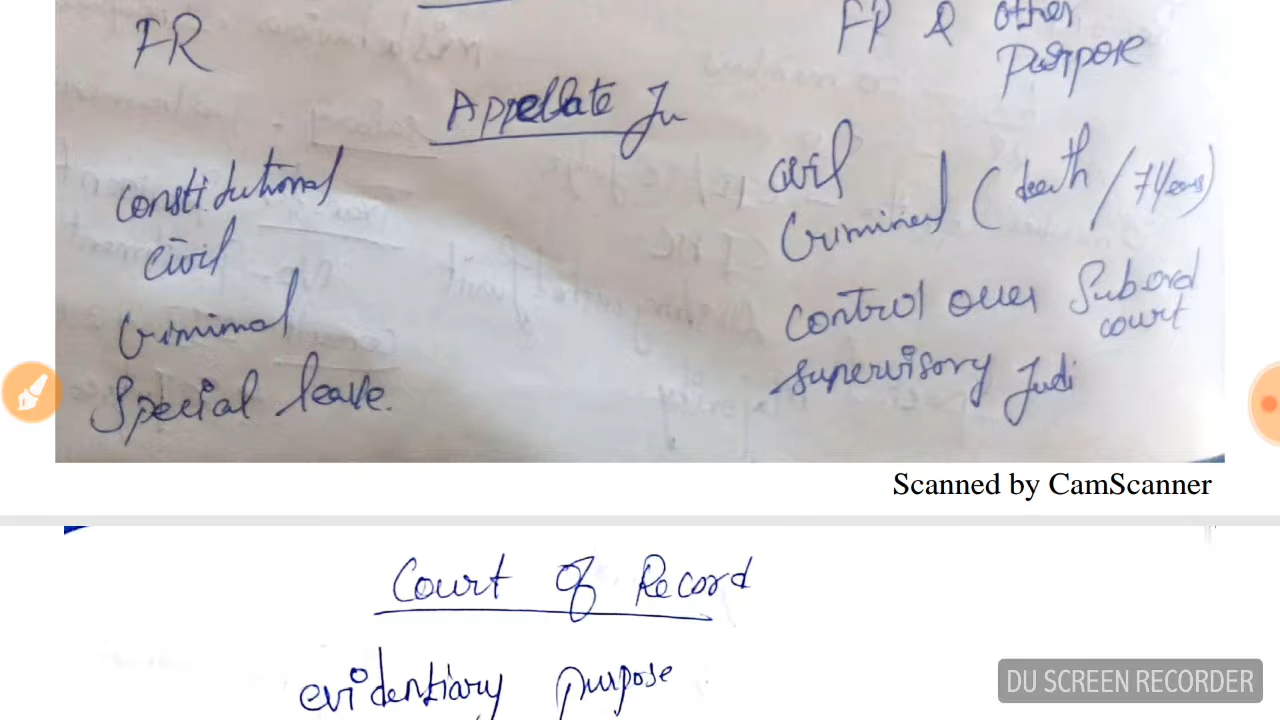 FR
FR & other
purpose
Appellate Ju
constitutional
civil
criminal
special leave.
civil
criminal (death / 7 years)
control over Subord
court
supervisory Judi
Scanned by CamScanner
Court of Record
evidentiary purpose
DU SCREEN RECORDER